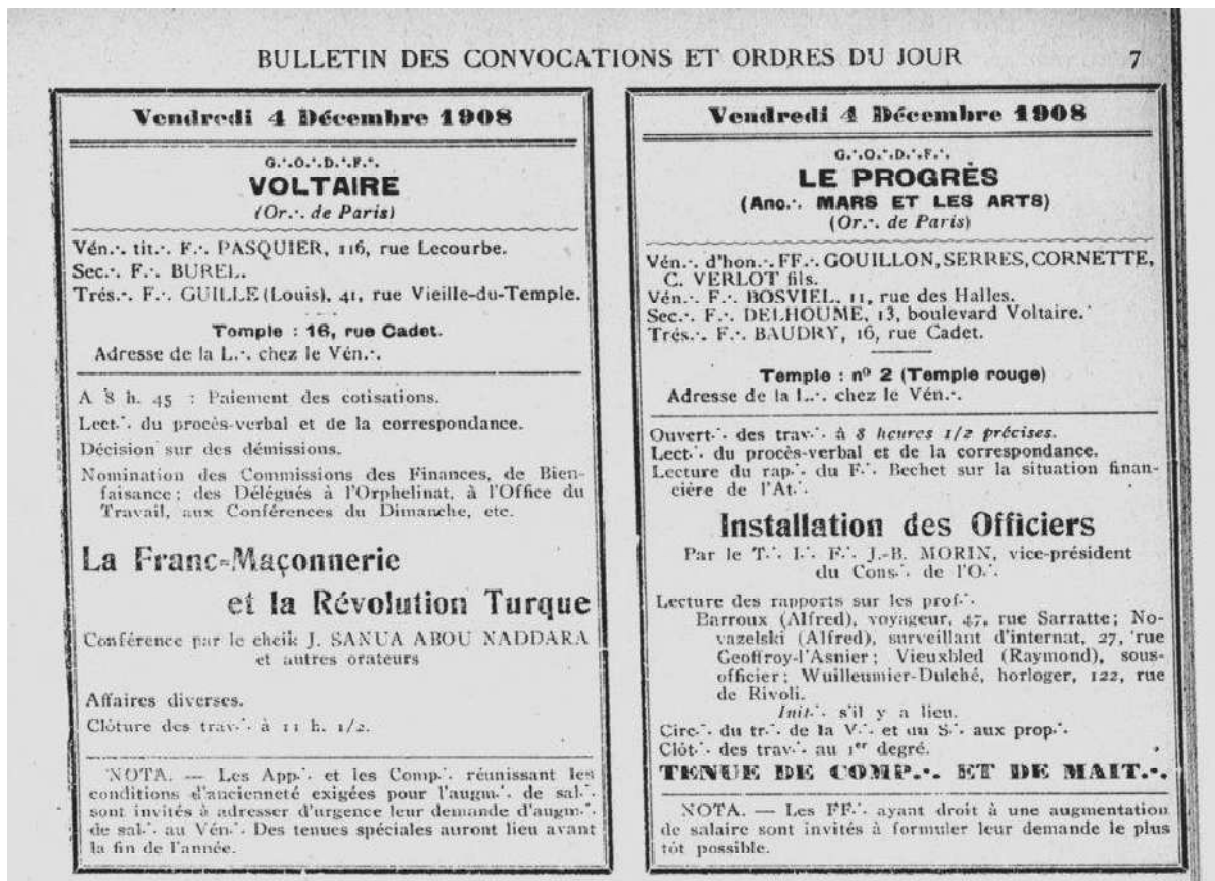 BULLETIN DES CONVOCATIONS ET ORDRES DU JOUR 7
Vendredi 4 Décembre 1908
G.·.O.·.D.·.F.·.
VOLTAIRE
(Or.·. de Paris)
Vén.·. tit.·. F.·. PASQUIER, 116, rue Lecourbe.
Sec.·. F.·. BUREL.
Trés.·. F.·. GUILLE (Louis), 41, rue Vieille-du-Temple.
Temple : 16, rue Cadet.
Adresse de la L.·. chez le Vén.·.
A 8 h. 45 : Paiement des cotisations.
Lect.·. du procès-verbal et de la correspondance.
Décision sur des démissions.
Nomination des Commissions des Finances, de Bien-
faisance ; des Délégués à l'Orphelinat, à l'Office du
Travail, aux Conférences du Dimanche, etc.
La Franc-Maçonnerie
et la Révolution Turque
Conférence par le cheik J. SANUA ABOU NADDARA
et autres orateurs
Affaires diverses.
Clôture des trav.·. à 11 h. 1/2.
NOTA. — Les App.·. et les Comp.·. réunissant les
conditions d'ancienneté exigées pour l'augm.·. de sal.·.
sont invités à adresser d'urgence leur demande d'augm.·.
de sal.·. au Vén.·. Des tenues spéciales auront lieu avant
la fin de l'année.
Vendredi 4 Décembre 1908
G.·.O.·.D.·.F.·.
LE PROGRÈS
(Anc.·. MARS ET LES ARTS)
(Or.·. de Paris)
Vén.·. d'hon.·. FF.·. GOUILLON, SERRES, CORNETTE,
C. VERLOT fils.
Vén.·. F.·. BOSVIEL, 11, rue des Halles.
Sec.·. F.·. DELHOUME, 13, boulevard Voltaire.
Trés.·. F.·. BAUDRY, 16, rue Cadet.
Temple : nº 2 (Temple rouge)
Adresse de la L.·. chez le Vén.·.
Ouvert.·. des trav.·. à 8 heures 1/2 précises.
Lect.·. du procès-verbal et de la correspondance.
Lecture du rap.·. du F.·. Bechet sur la situation finan-
cière de l'At.·.
Installation des Officiers
Par le T.·. I.·. F.·. J.-B. MORIN, vice-président
du Cons.·. de l'O.·.
Lecture des rapports sur les prof.·.
Barroux (Alfred), voyageur, 47, rue Sarratte ; No-
vazelski (Alfred), surveillant d'internat, 27, rue
Geoffroy-l'Asnier ; Vieuxbled (Raymond), sous-
officier ; Wuilleumier-Dulché, horloger, 122, rue
de Rivoli.
Init.·. s'il y a lieu.
Circ.·. du tr.·. de la V.·. et du S.·. aux prop.·.
Clôt.·. des trav.·. au 1er degré.
TENUE DE COMP.·. ET DE MAIT.·.
NOTA. — Les FF.·. ayant droit à une augmentation
de salaire sont invités à formuler leur demande le plus
tôt possible.